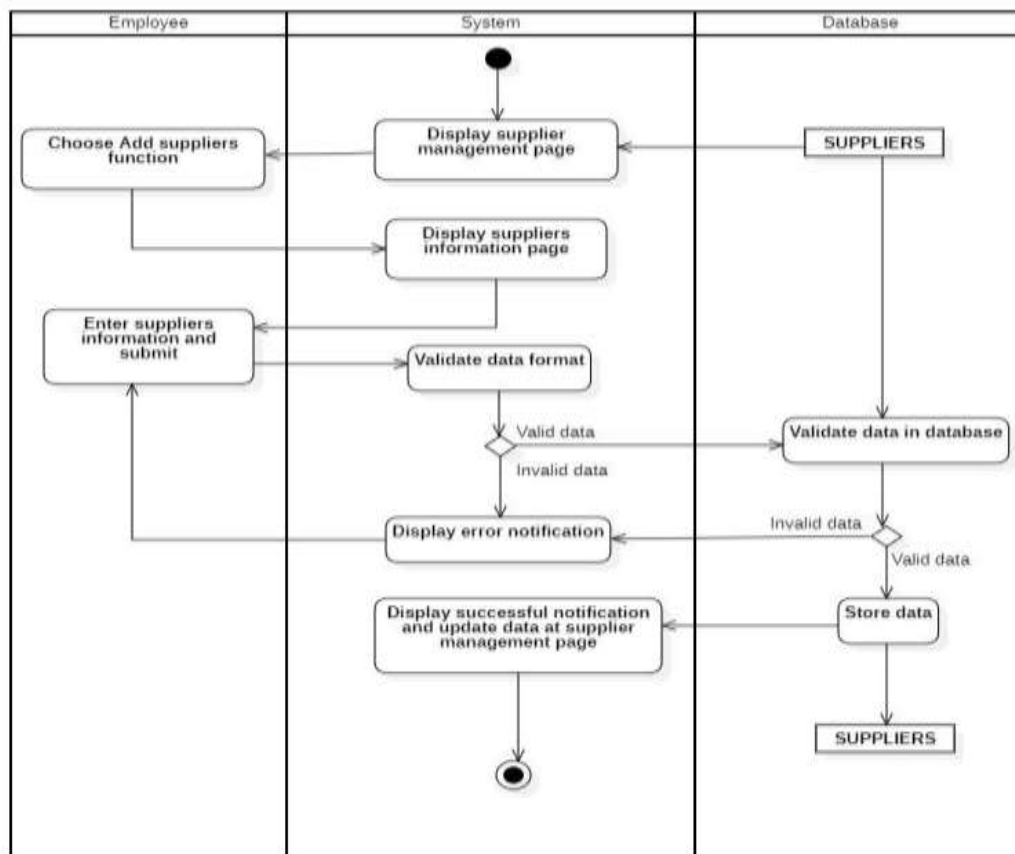 Employee
System
Database
Display supplier
management page
Choose Add suppliers
function
SUPPLIERS
Display suppliers
information page
Enter suppliers
information and
submit
Validate data format
Valid data
Invalid data
Validate data in database
Display error notification
Invalid data
Valid data
Display successful notification
and update data at supplier
management page
Store data
SUPPLIERS